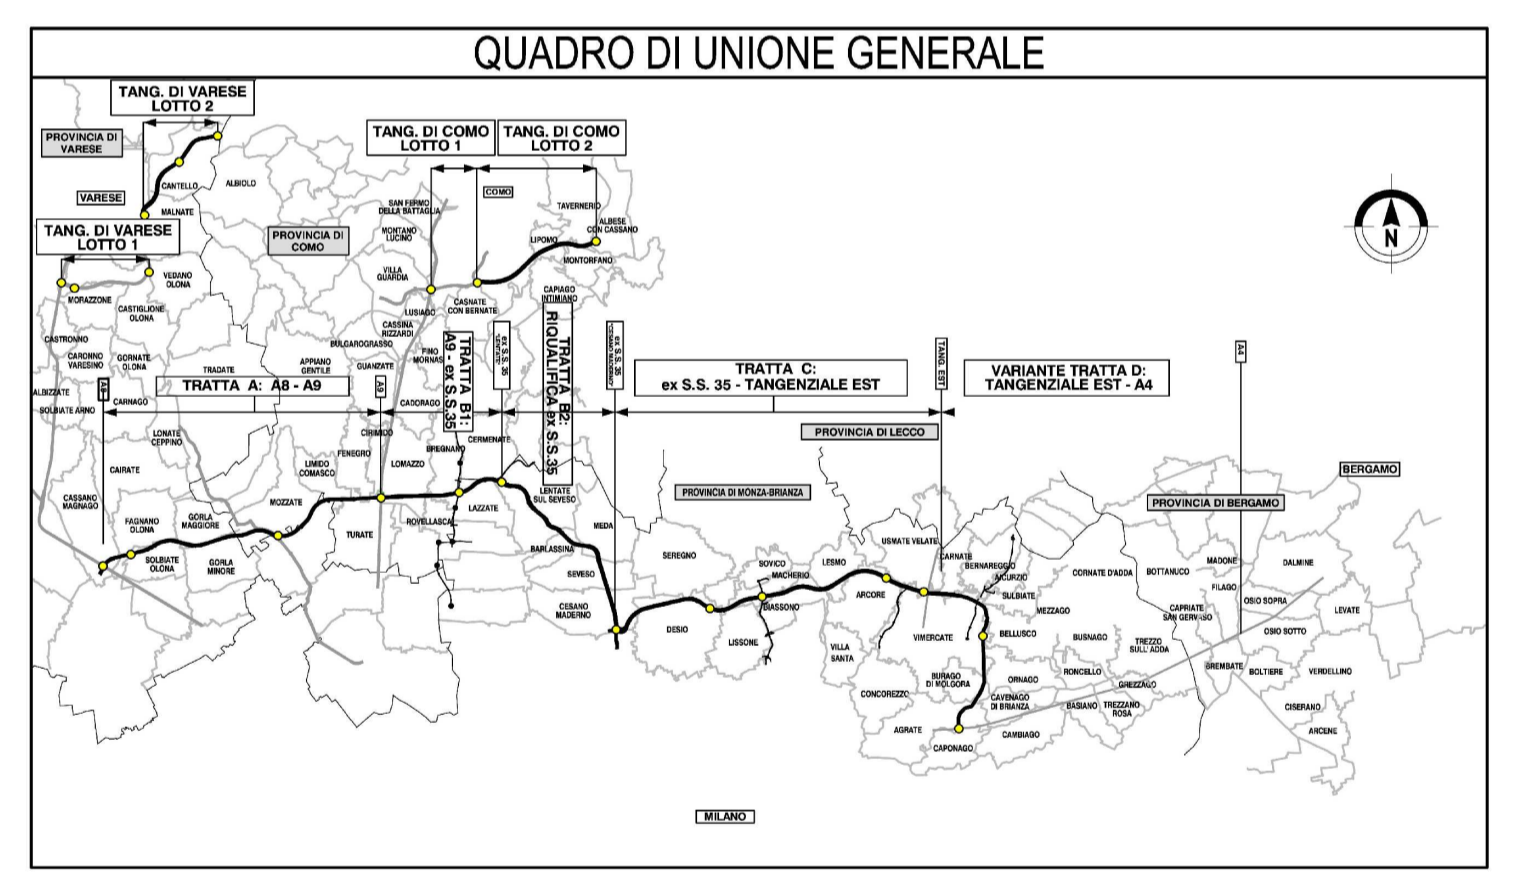 QUADRO DI UNIONE GENERALE
TANG. DI VARESE
LOTTO 2
PROVINCIA DI
VARESE
TANG. DI COMO
LOTTO 1
TANG. DI COMO
LOTTO 2
CANTELLO
ALBIOLO
VARESE
COMO
MALNATE
SAN FERMO
DELLA BATTAGLIA
TAVERNERIO
ALBESE
CON CASSANO
TANG. DI VARESE
LOTTO 1
PROVINCIA DI
COMO
MONTANO
LUCINO
LIPOMO
N
MONTORFANO
VILLA
GUARDIA
VEDANO
OLONA
MORAZZONE
CASTIGLIONE
OLONA
LUSIAGO
CASNATE
CON BERNATE
CAPIAGO
INTIMIANO
CASSINA
RIZZARDI
CASTRONNO
BULGAROGRASSO
FINO
MORNAS
CARONNO
VARESINO
GORNATE
OLONA
TRADATE
APPIANO
GENTILE
GUANZATE
TRATTA B1:
A9 - ex S.S.35
ex S.S. 35
"LENTATE"
TRATTA B2:
RIQUALIFICA ex S.S.35
ex S.S. 35
"CESANO MADERNO"
TRATTA C:
ex S.S. 35 - TANGENZIALE EST
TANG. EST
VARIANTE TRATTA D:
TANGENZIALE EST - A4
A4
TRATTA A: A8 - A9
A8
A9
ALBIZZATE
SOLBIATE ARNO
CARNAGO
CADORAGO
LONATE
CEPPINO
CIRIMIDO
FENEGRO
BREGNANO
CERMENATE
PROVINCIA DI LECCO
CAIRATE
LIMIDO
COMASCO
LOMAZZO
BERGAMO
CASSANO
MAGNAGO
MOZZATE
LAZZATE
LENTATE
SUL SEVESO
PROVINCIA DI MONZA-BRIANZA
PROVINCIA DI BERGAMO
FAGNANO
OLONA
GORLA
MAGGIORE
ROVELLASCA
TURATE
MEDA
SOLBIATE
OLONA
GORLA
MINORE
BARLASSINA
SEREGNO
SEVESO
SOVICO
MACHERIO
LESMO
USMATE VELATE
CARNATE
BERNAREGGIO
AICURZIO
CORNATE D'ADDA
BOTTANUCO
MADONE
DALMINE
FILAGO
CESANO
MADERNO
BIASSONO
ARCORE
SULBIATE
MEZZAGO
CAPRIATE
SAN GERVASO
OSIO SOPRA
LEVATE
DESIO
LISSONE
VIMERCATE
BELLUSCO
BUSNAGO
TREZZO
SULL' ADDA
OSIO SOTTO
VILLA
SANTA
BURAGO
DI MOLGORA
ORNAGO
RONCELLO
GREZZAGO
BREMBATE
BOLTIERE
VERDELLINO
CONCOREZZO
CAVENAGO
DI BRIANZA
BASIANO
TREZZANO
ROSA
CISERANO
AGRATE
CAPONAGO
CAMBIAGO
ARCENE
MILANO